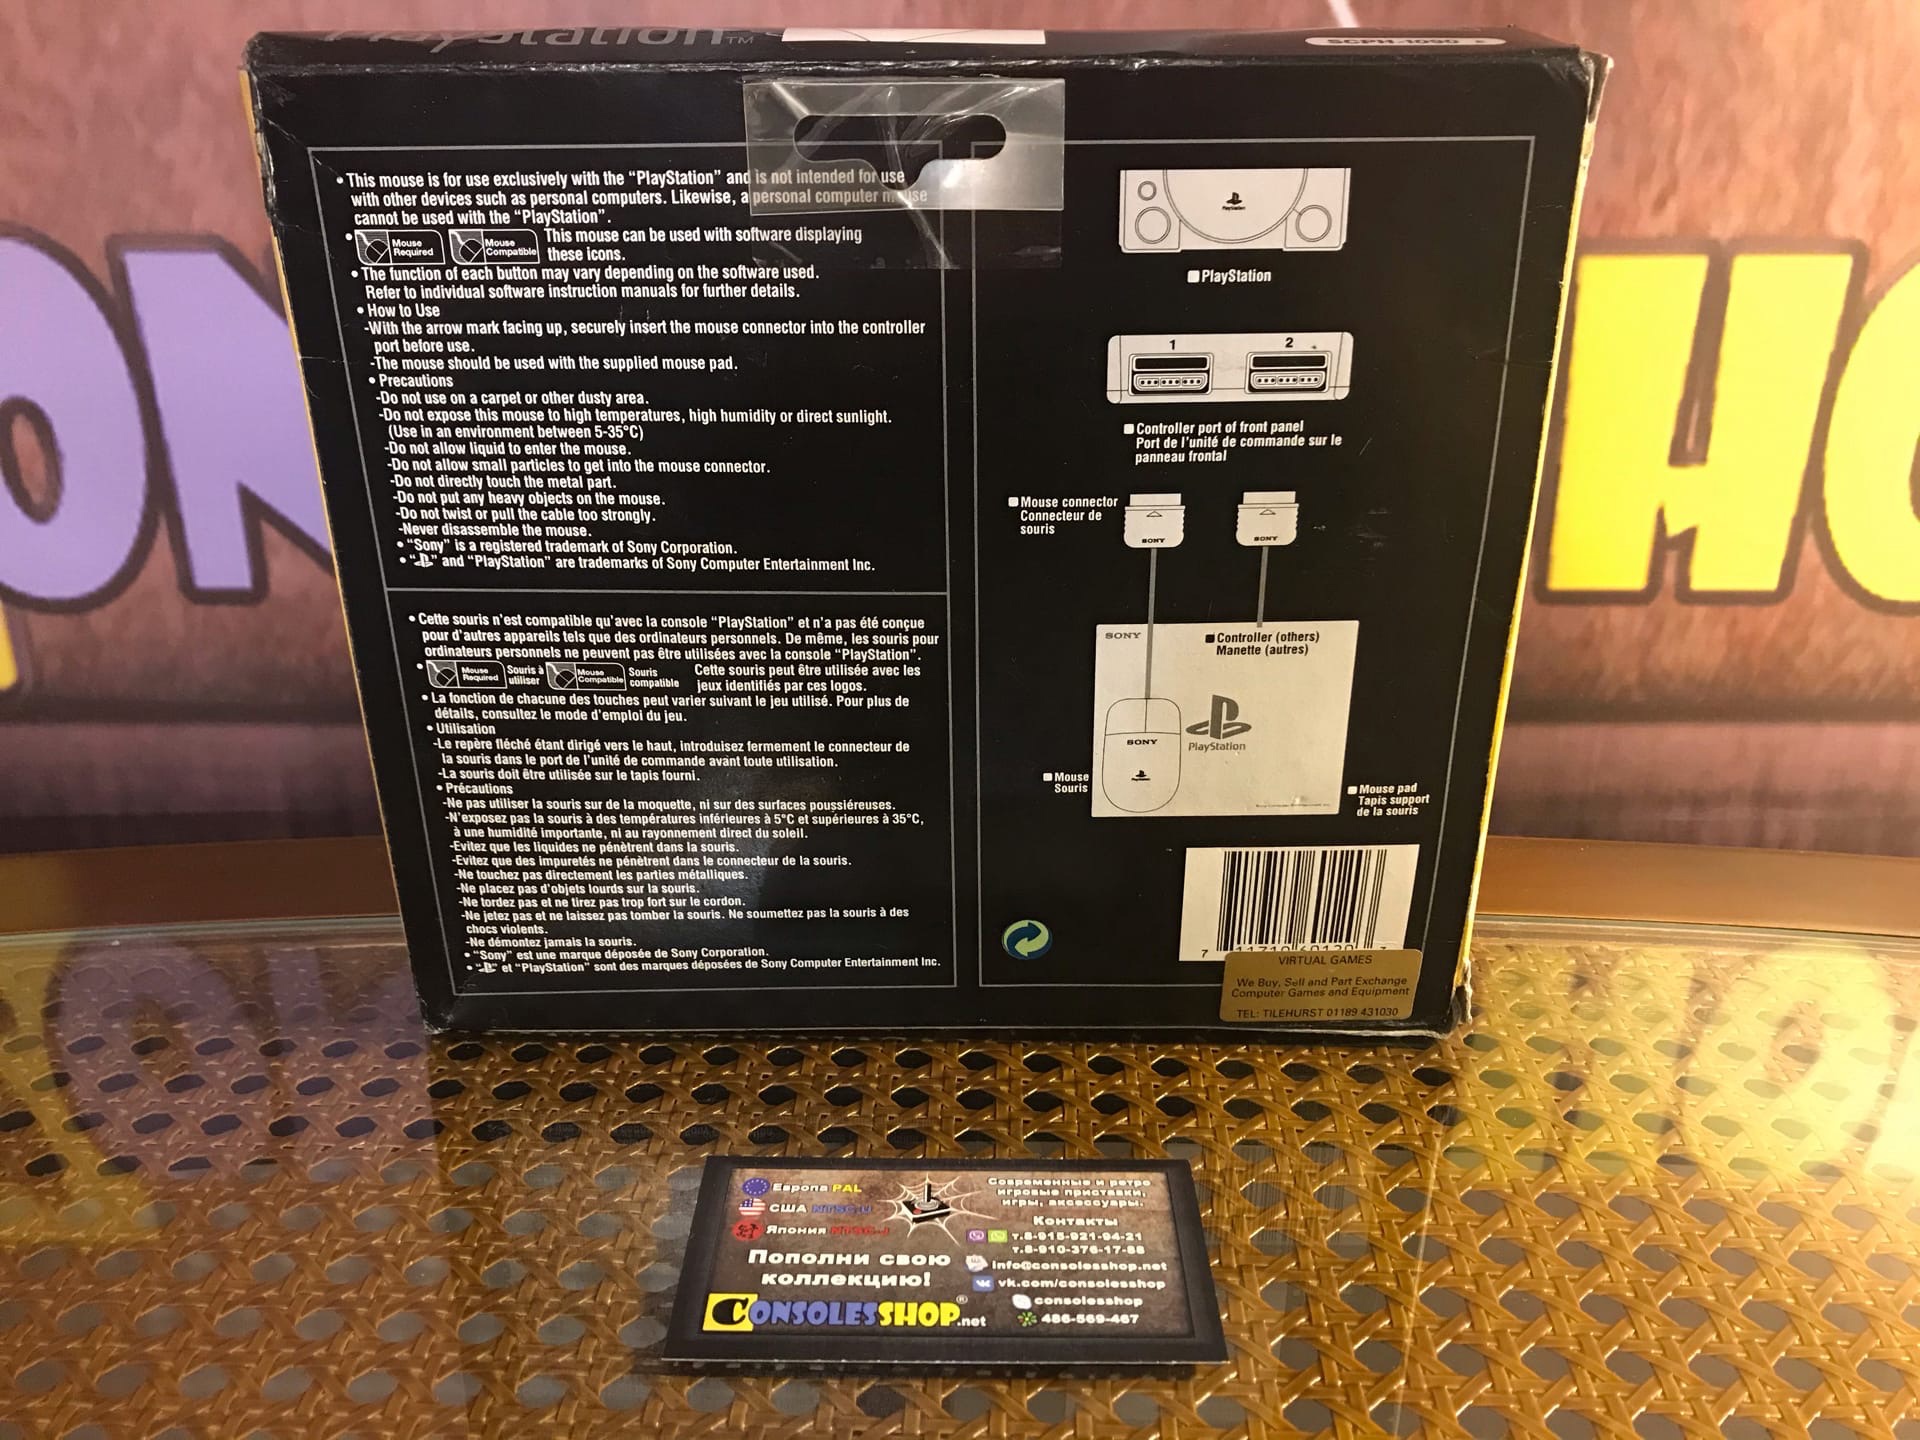 PlayStation™
SCPH-1090
• This mouse is for use exclusively with the “PlayStation” and is not intended for use
with other devices such as personal computers. Likewise, a personal computer mouse
cannot be used with the “PlayStation”.
• Mouse Required Mouse Compatible This mouse can be used with software displaying
these icons.
• The function of each button may vary depending on the software used.
Refer to individual software instruction manuals for further details.
• How to Use
-With the arrow mark facing up, securely insert the mouse connector into the controller
port before use.
-The mouse should be used with the supplied mouse pad.
• Precautions
-Do not use on a carpet or other dusty area.
-Do not expose this mouse to high temperatures, high humidity or direct sunlight.
(Use in an environment between 5-35°C)
-Do not allow liquid to enter the mouse.
-Do not allow small particles to get into the mouse connector.
-Do not directly touch the metal part.
-Do not put any heavy objects on the mouse.
-Do not twist or pull the cable too strongly.
-Never disassemble the mouse.
• “Sony” is a registered trademark of Sony Corporation.
• “ ” and “PlayStation” are trademarks of Sony Computer Entertainment Inc.
• Cette souris n'est compatible qu'avec la console “PlayStation” et n'a pas été conçue
pour d'autres appareils tels que des ordinateurs personnels. De même, les souris pour
ordinateurs personnels ne peuvent pas être utilisées avec la console “PlayStation”.
• Mouse Required Souris à utiliser Mouse Compatible Souris compatible Cette souris peut être utilisée avec les
jeux identifiés par ces logos.
• La fonction de chacune des touches peut varier suivant le jeu utilisé. Pour plus de
détails, consultez le mode d'emploi du jeu.
• Utilisation
-Le repère fléché étant dirigé vers le haut, introduisez fermement le connecteur de
la souris dans le port de l'unité de commande avant toute utilisation.
-La souris doit être utilisée sur le tapis fourni.
• Précautions
-Ne pas utiliser la souris sur de la moquette, ni sur des surfaces poussiéreuses.
-N'exposez pas la souris à des températures inférieures à 5°C et supérieures à 35°C,
à une humidité importante, ni au rayonnement direct du soleil.
-Evitez que les liquides ne pénètrent dans la souris.
-Evitez que des impuretés ne pénètrent dans le connecteur de la souris.
-Ne touchez pas directement les parties métalliques.
-Ne placez pas d'objets lourds sur la souris.
-Ne tordez pas et ne tirez pas trop fort sur le cordon.
-Ne jetez pas et ne laissez pas tomber la souris. Ne soumettez pas la souris à des
chocs violents.
-Ne démontez jamais la souris.
• “Sony” est une marque déposée de Sony Corporation.
• “ ” et “PlayStation” sont des marques déposées de Sony Computer Entertainment Inc.
PlayStation
PlayStation
1 2
Controller port of front panel
Port de l'unité de commande sur le
panneau frontal
Mouse connector
Connecteur de
souris
SONY SONY
SONY
Controller (others)
Manette (autres)
PlayStation
SONY
Mouse
Souris
Mouse pad
Tapis support
de la souris
VIRTUAL GAMES
We Buy, Sell and Part Exchange
Computer Games and Equipment
TEL: TILEHURST 01189 431030
ON HO
Европа PAL
США NTSC-U
Япония NTSC-J
Пополни свою
коллекцию!
CONSOLESSHOP®.net
Современные и ретро
игровые приставки,
игры, аксессуары.
Контакты
т.8-915-921-94-21
т.8-910-376-17-88
info@consolesshop.net
vk.com/consolesshop
consolesshop
486-569-467